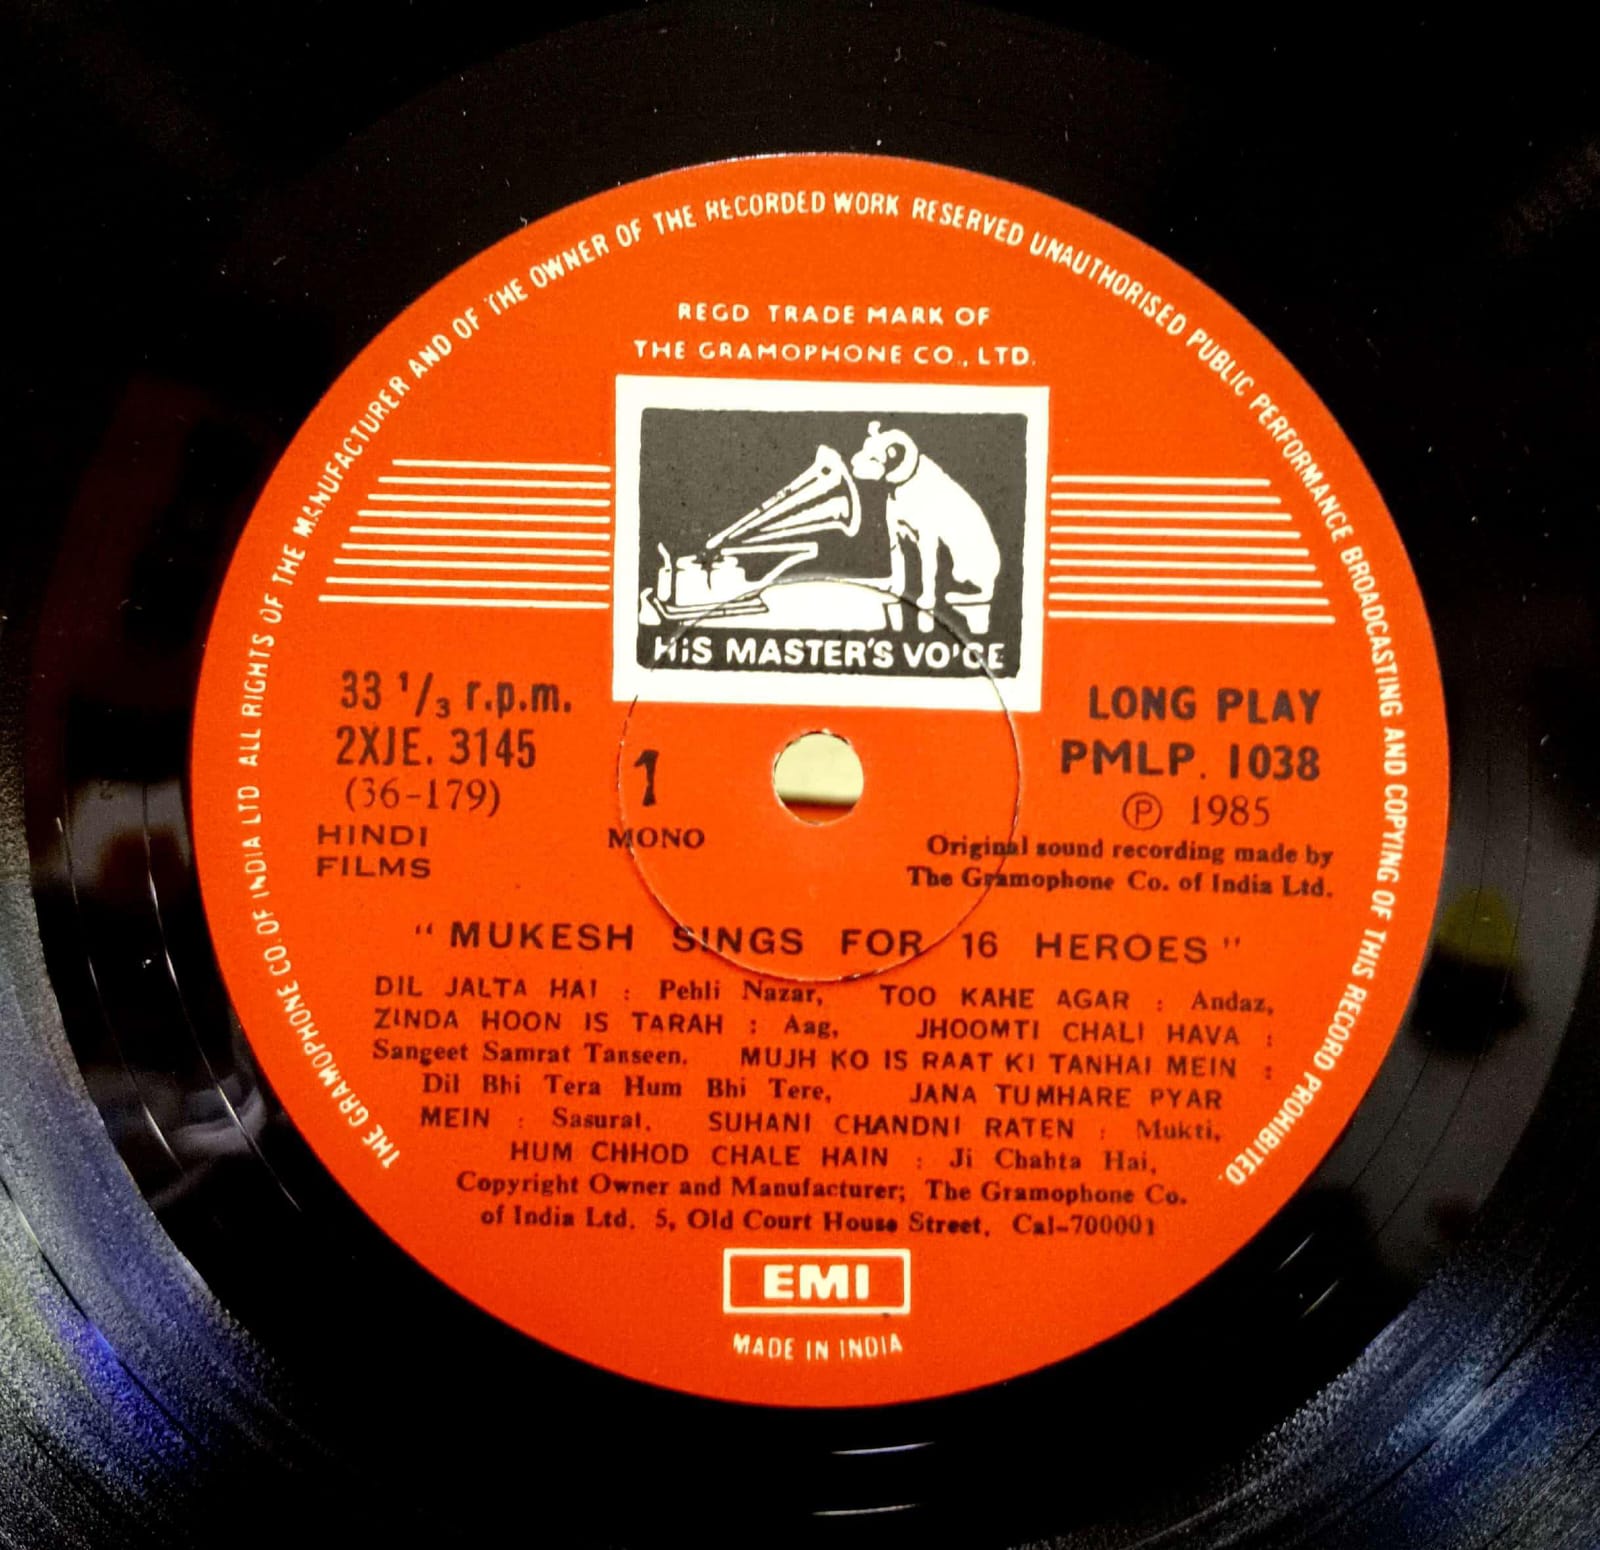 THE GRAMOPHONE CO. OF INDIA LTD ALL RIGHTS OF THE MANUFACTURER AND OF THE OWNER OF THE RECORDED WORK RESERVED UNAUTHORISED PUBLIC PERFORMANCE BROADCASTING AND COPYING OF THIS RECORD PROHIBITED.
REGD TRADE MARK OF
THE GRAMOPHONE CO., LTD.
HIS MASTER'S VOICE
33 1/3 r.p.m.
2XJE. 3145
(36-179)
HINDI
FILMS
1
MONO
LONG PLAY
PMLP. 1038
Ⓟ 1985
Original sound recording made by
The Gramophone Co. of India Ltd.
"MUKESH SINGS FOR 16 HEROES"
DIL JALTA HAI : Pehli Nazar, TOO KAHE AGAR : Andaz,
ZINDA HOON IS TARAH : Aag, JHOOMTI CHALI HAVA :
Sangeet Samrat Tanseen. MUJH KO IS RAAT KI TANHAI MEIN :
Dil Bhi Tera Hum Bhi Tere, JANA TUMHARE PYAR
MEIN : Sasural. SUHANI CHANDNI RATEN : Mukti,
HUM CHHOD CHALE HAIN : Ji Chahta Hai,
Copyright Owner and Manufacturer; The Gramophone Co.
of India Ltd. 5, Old Court House Street, Cal-700001
EMI
MADE IN INDIA